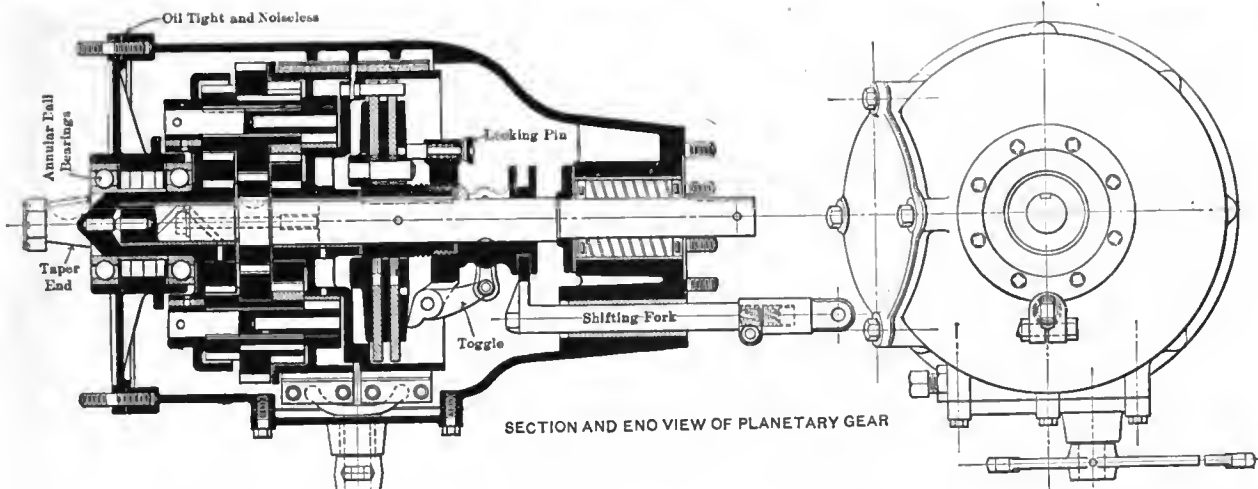 Oil Tight and Noiseless
Annular Ball
Bearings
Locking Pin
Taper
End
Shifting Fork
Toggle
SECTION AND END VIEW OF PLANETARY GEAR